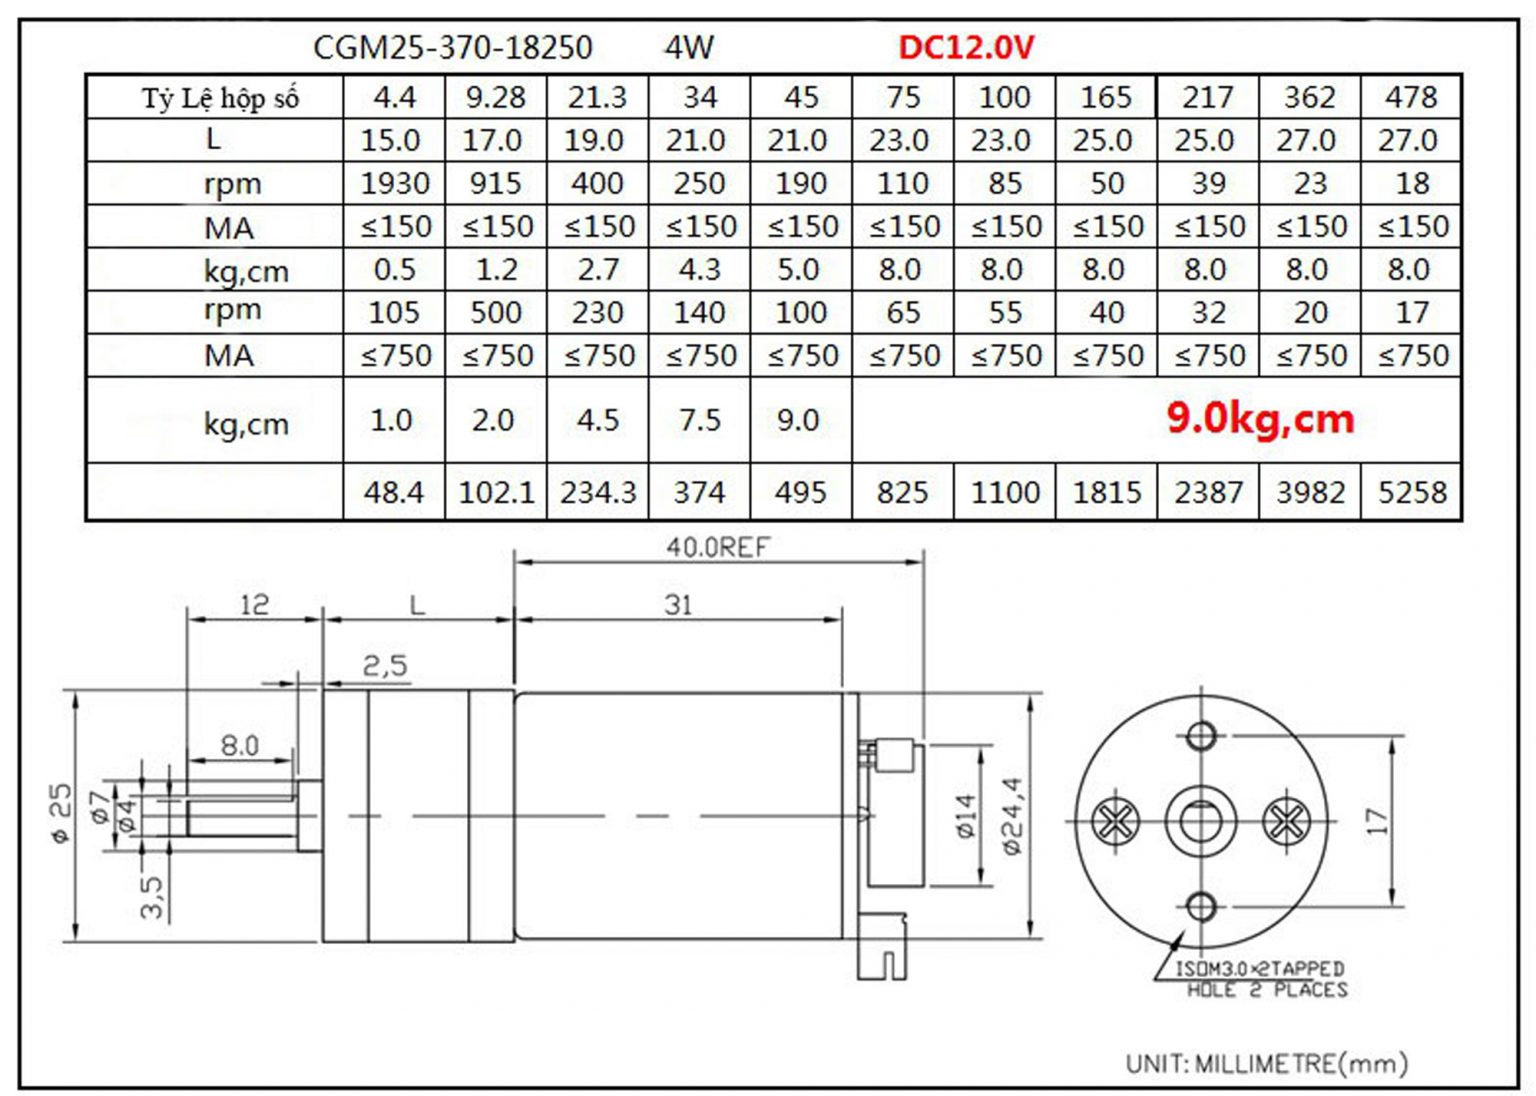 CGM25-370-18250 4W DC12.0V
Tỷ Lệ hộp số 4.4 9.28 21.3 34 45 75 100 165 217 362 478
L 15.0 17.0 19.0 21.0 21.0 23.0 23.0 25.0 25.0 27.0 27.0
rpm 1930 915 400 250 190 110 85 50 39 23 18
MA ≤150 ≤150 ≤150 ≤150 ≤150 ≤150 ≤150 ≤150 ≤150 ≤150 ≤150
kg,cm 0.5 1.2 2.7 4.3 5.0 8.0 8.0 8.0 8.0 8.0 8.0
rpm 105 500 230 140 100 65 55 40 32 20 17
MA ≤750 ≤750 ≤750 ≤750 ≤750 ≤750 ≤750 ≤750 ≤750 ≤750 ≤750
kg,cm 1.0 2.0 4.5 7.5 9.0 9.0kg,cm
48.4 102.1 234.3 374 495 825 1100 1815 2387 3982 5258
40.0REF
12 L 31
2,5
8.0
ϕ25
ϕ7
ϕ4
3,5
ϕ14
ϕ24,4
17
ISOM3.0×2TAPPED
HOLE 2 PLACES
UNIT: MILLIMETRE(mm)